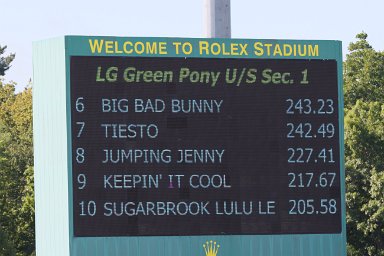 WELCOME TO ROLEX STADIUM
LG Green Pony U/S Sec. 1
6 BIG BAD BUNNY 243.23
7 TIESTO 242.49
8 JUMPING JENNY 227.41
9 KEEPIN' IT COOL 217.67
10 SUGARBROOK LULU LE 205.58